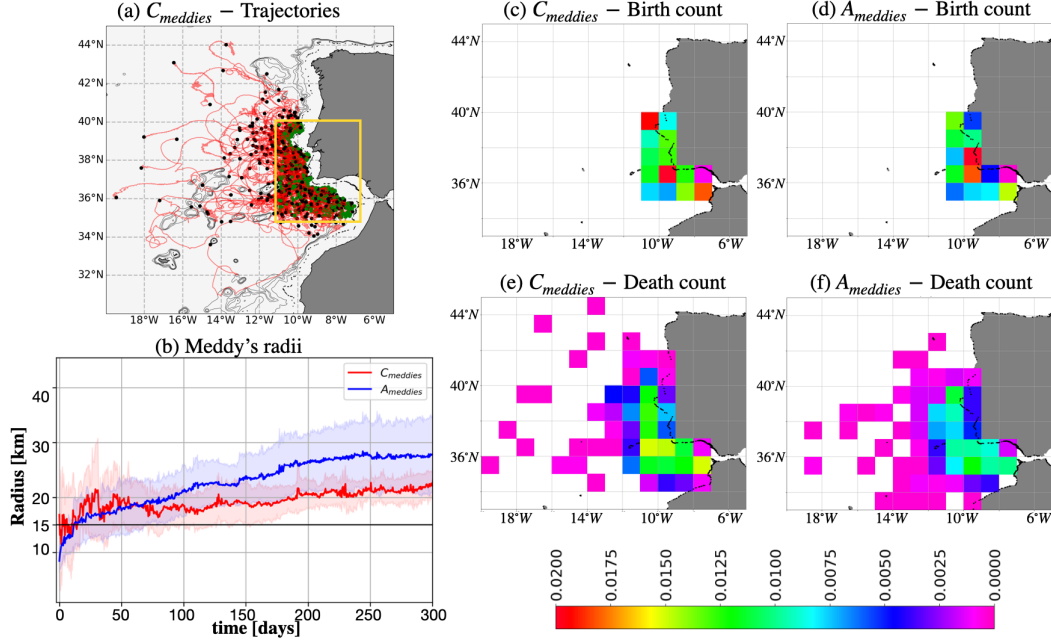 (a) C_meddies – Trajectories
44°N
42°N
40°N
38°N
36°N
34°N
32°N
18°W 16°W 14°W 12°W 10°W 8°W 6°W
(b) Meddy's radii
C_meddies
A_meddies
Radius [km]
40
30
20
15
10
0 50 100 150 200 250 300
time [days]
(c) C_meddies – Birth count
44°N
40°N
36°N
18°W 14°W 10°W 6°W
(d) A_meddies – Birth count
44°N
40°N
36°N
18°W 14°W 10°W 6°W
(e) C_meddies – Death count
44°N
40°N
36°N
18°W 14°W 10°W 6°W
(f) A_meddies – Death count
44°N
40°N
36°N
18°W 14°W 10°W 6°W
0.0200 0.0175 0.0150 0.0125 0.0100 0.0075 0.0050 0.0025 0.0000